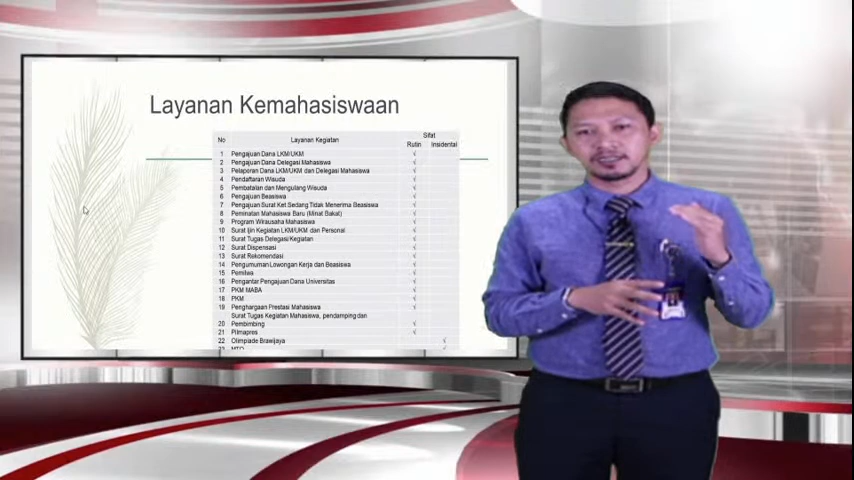 Layanan Kemahasiswaan
No Layanan Kegiatan Sifat
Rutin Insidental
1 Pengajuan Dana LKM/UKM √
2 Pengajuan Dana Delegasi Mahasiswa √
3 Pelaporan Dana LKM/UKM dan Delegasi Mahasiswa √
4 Pendaftaran Wisuda √
5 Pembatalan dan Mengulang Wisuda √
6 Pengajuan Beasiswa √
7 Pengajuan Surat Ket Sedang Tidak Menerima Beasiswa √
8 Peminatan Mahasiswa Baru (Minat Bakat) √
9 Program Wirausaha Mahasiswa √
10 Surat Ijin Kegiatan LKM/UKM dan Personal √
11 Surat Tugas Delegasi Kegiatan √
12 Surat Dispensasi √
13 Surat Rekomendasi √
14 Pengumuman Lowongan Kerja dan Beasiswa √
15 Pemilwa √
16 Pengantar Pengajuan Dana Universitas √
17 PKM MABA √
18 PKM √
19 Penghargaan Prestasi Mahasiswa √
Surat Tugas Kegiatan Mahasiswa, pendamping dan
20 Pembimbing √
21 Pilmapres √
22 Olimpiade Brawijaya √